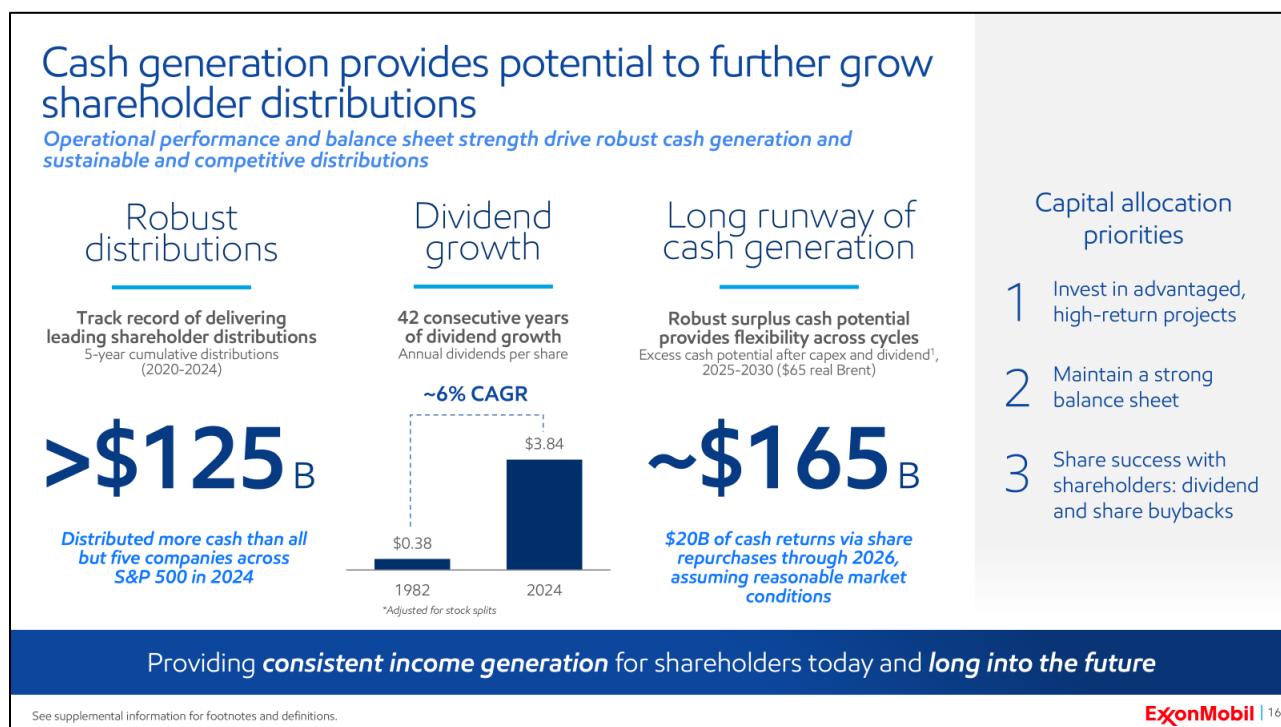 Cash generation provides potential to further grow
shareholder distributions
Operational performance and balance sheet strength drive robust cash generation and
sustainable and competitive distributions
Robust
distributions
Track record of delivering
leading shareholder distributions
5-year cumulative distributions
(2020-2024)
>$125 B
Distributed more cash than all
but five companies across
S&P 500 in 2024
Dividend
growth
42 consecutive years
of dividend growth
Annual dividends per share
~6% CAGR
$3.84
$0.38
1982 2024
*Adjusted for stock splits
Long runway of
cash generation
Robust surplus cash potential
provides flexibility across cycles
Excess cash potential after capex and dividend¹,
2025-2030 ($65 real Brent)
~$165 B
$20B of cash returns via share
repurchases through 2026,
assuming reasonable market
conditions
Capital allocation
priorities
1 Invest in advantaged,
high-return projects
2 Maintain a strong
balance sheet
3 Share success with
shareholders: dividend
and share buybacks
Providing consistent income generation for shareholders today and long into the future
See supplemental information for footnotes and definitions.
ExxonMobil | 16